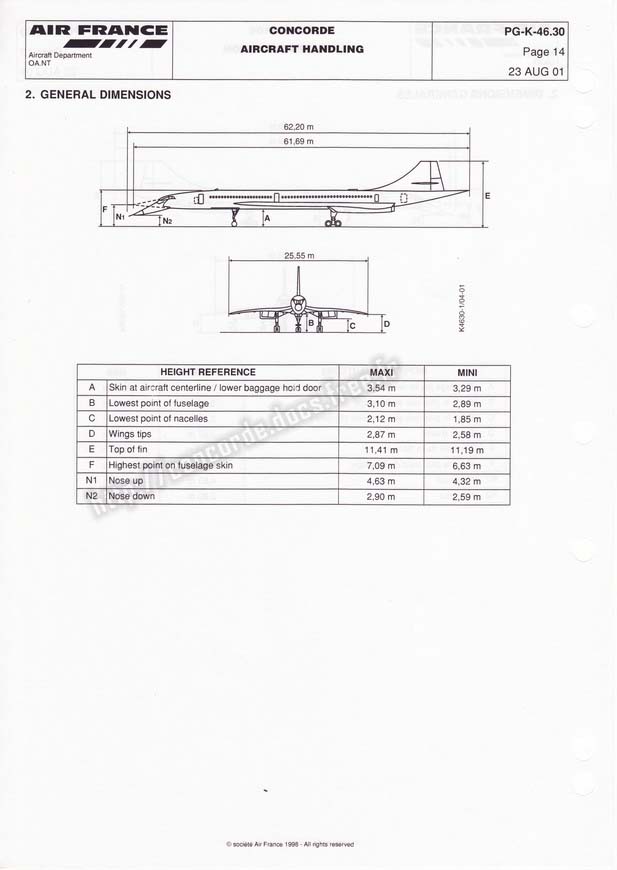 AIR FRANCE
Aircraft Department
OA.NT
CONCORDE
AIRCRAFT HANDLING
PG-K-46.30
Page 14
23 AUG 01
2. GENERAL DIMENSIONS
62,20 m
61,69 m
F N1 N2 A E
25,55 m
B C D
K4630-1/04-01
HEIGHT REFERENCE MAXI MINI
A Skin at aircraft centerline / lower baggage hold door 3,54 m 3,29 m
B Lowest point of fuselage 3,10 m 2,89 m
C Lowest point of nacelles 2,12 m 1,85 m
D Wings tips 2,87 m 2,58 m
E Top of fin 11,41 m 11,19 m
F Highest point on fuselage skin 7,09 m 6,63 m
N1 Nose up 4,63 m 4,32 m
N2 Nose down 2,90 m 2,59 m
http://concorde.docs.free.fr
© société Air France 1998 - All rights reserved